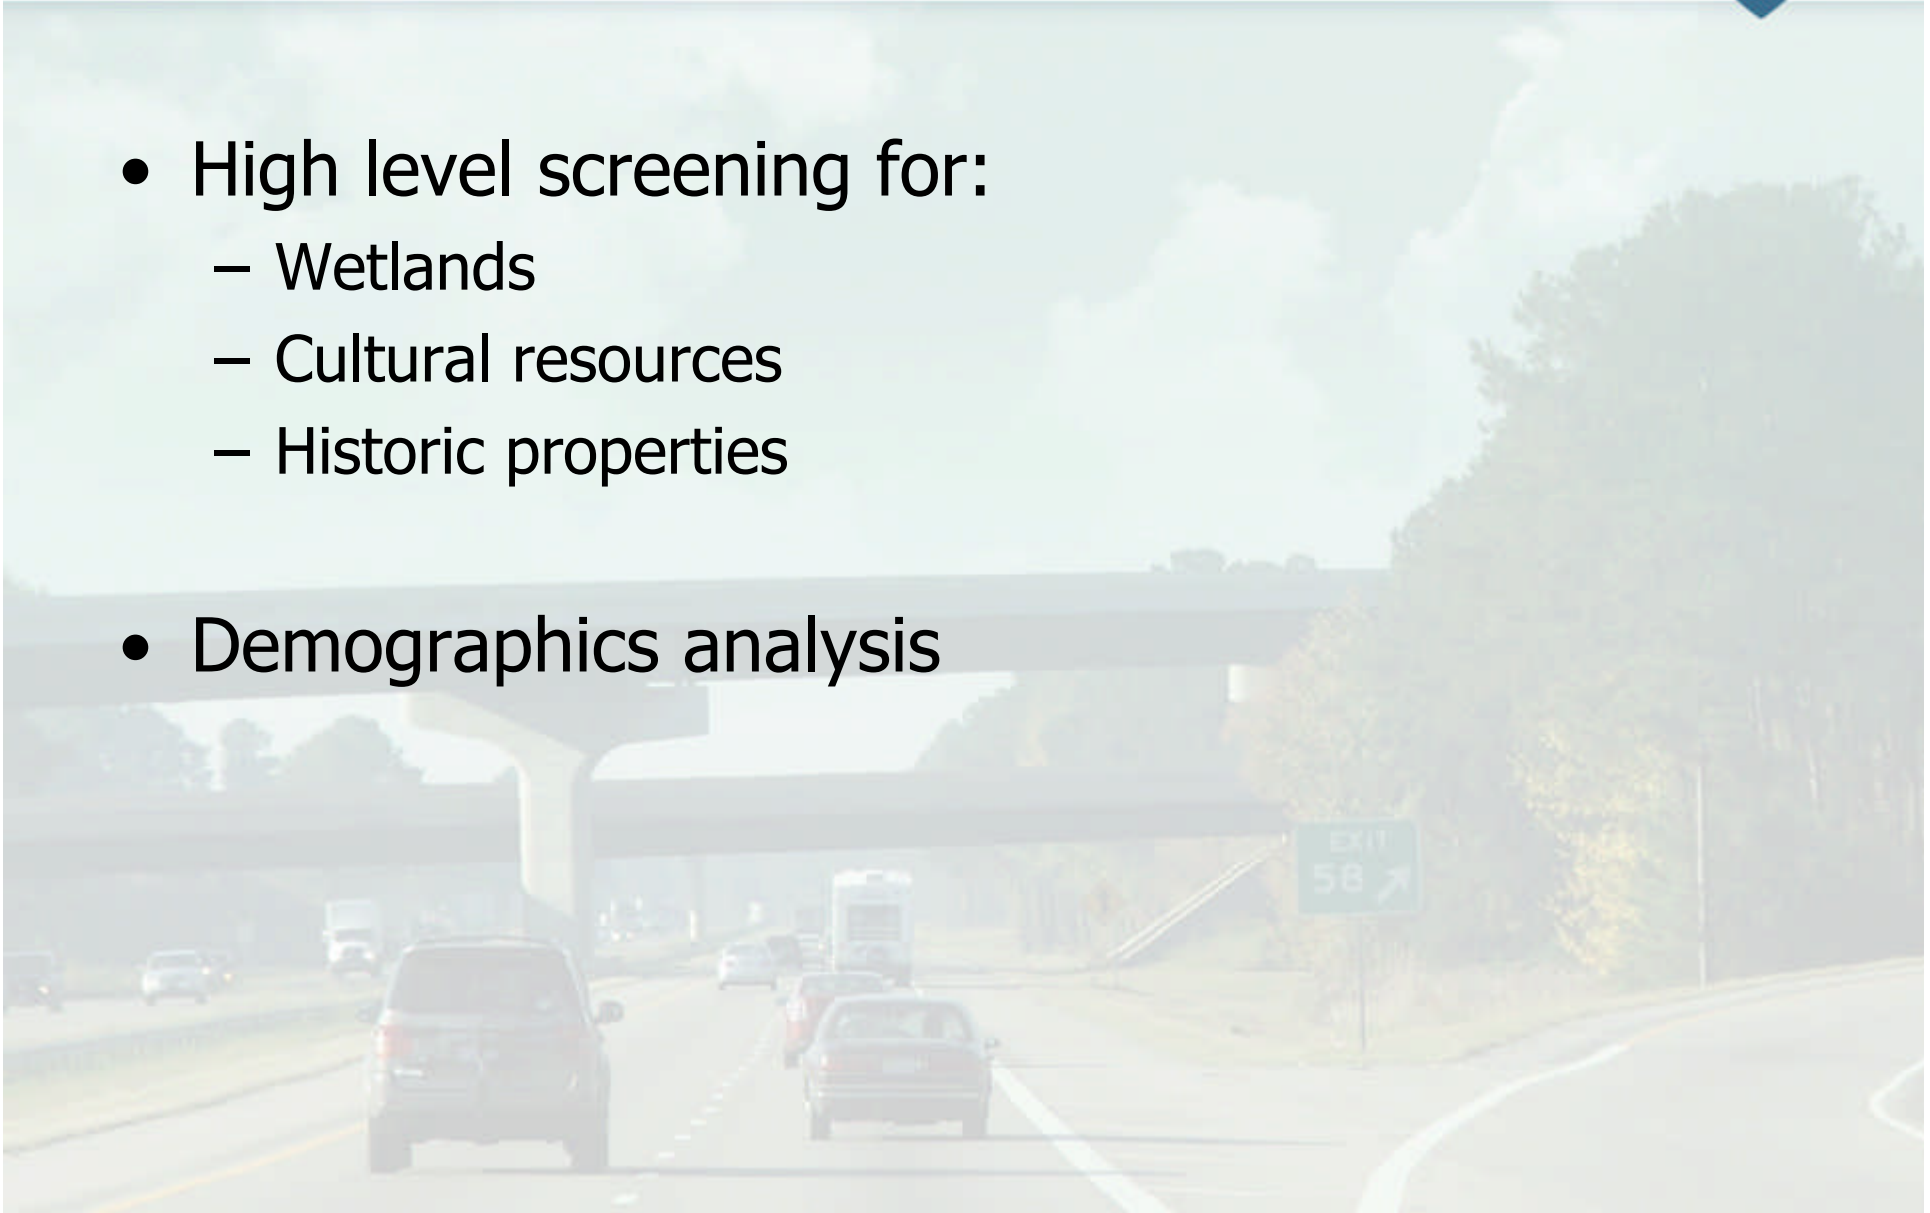 • High level screening for:
– Wetlands
– Cultural resources
– Historic properties
• Demographics analysis
EXIT
58